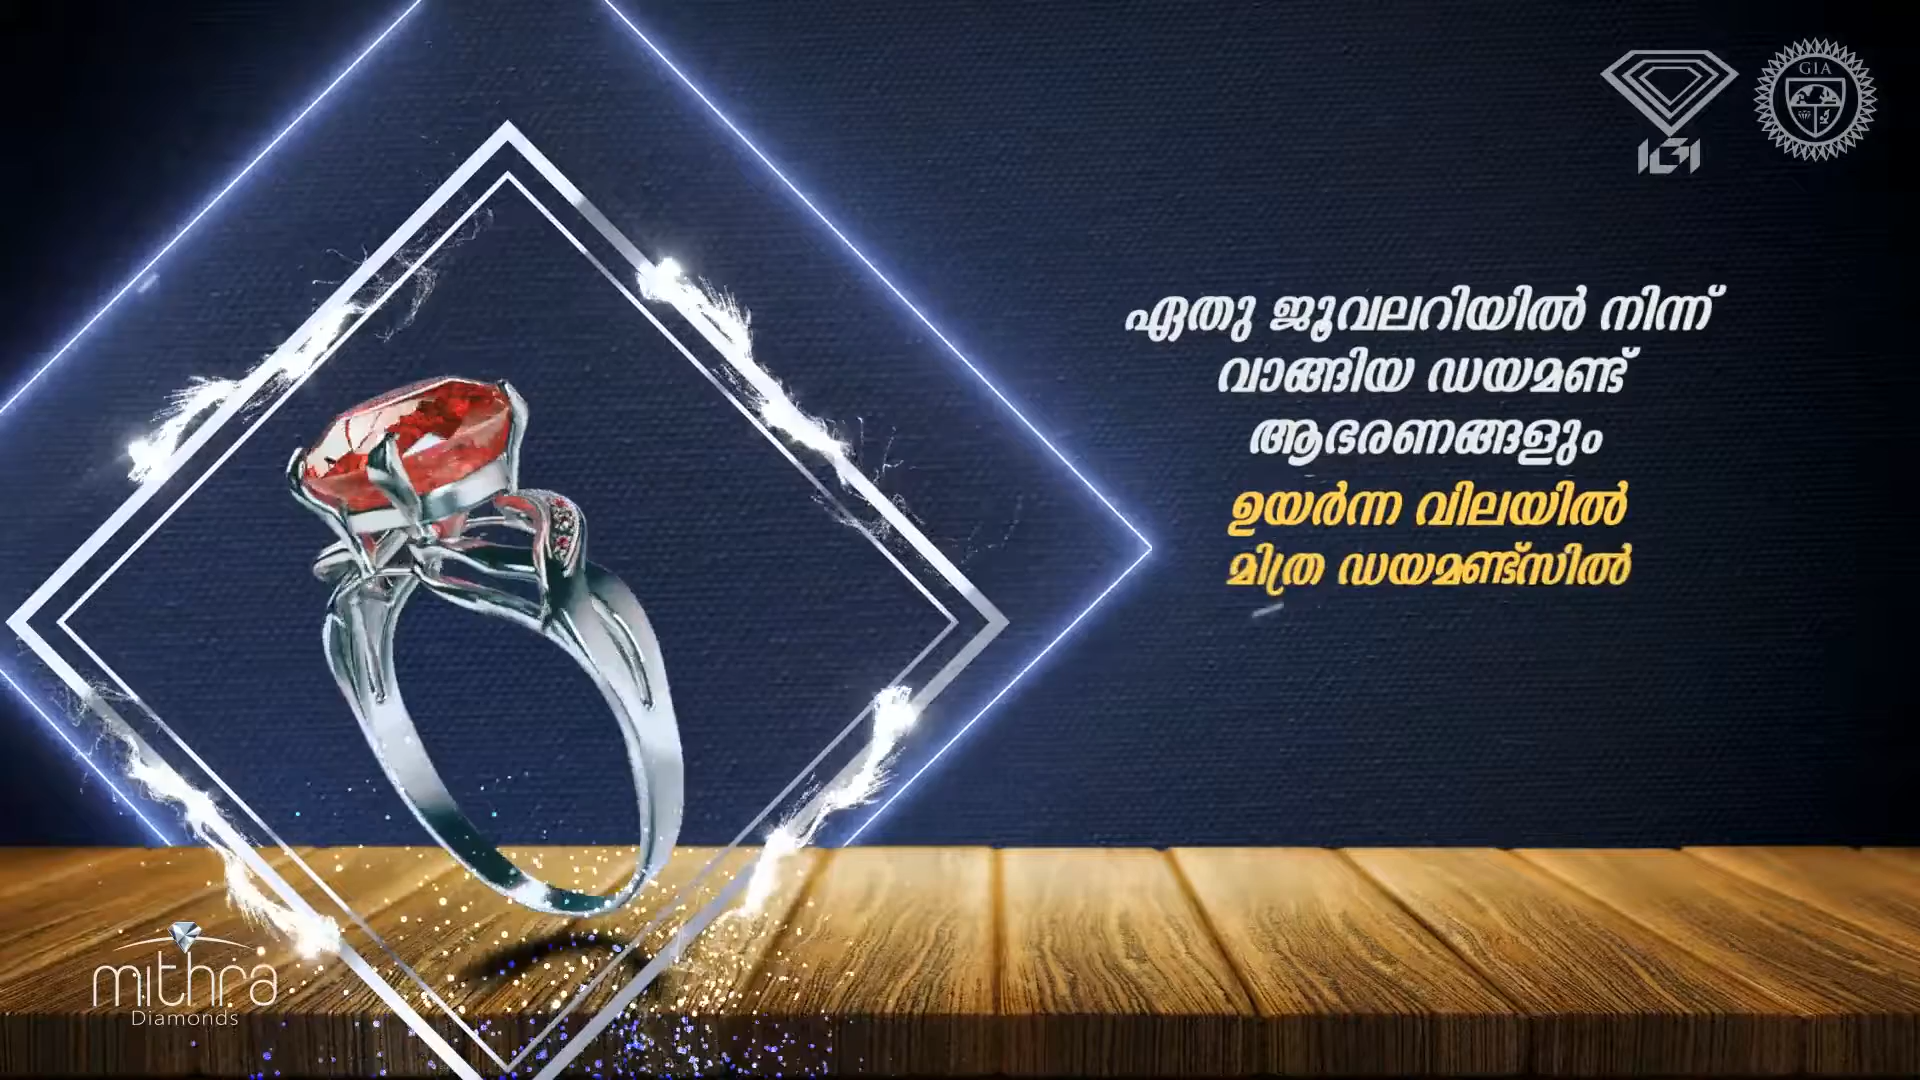 IGI
GIA
ഏതു ജൂവലറിയിൽ നിന്ന്
വാങ്ങിയ ഡയമണ്ട്
ആഭരണങ്ങളും
ഉയർന്ന വിലയിൽ
മിത്ര ഡയമണ്ട്സിൽ
mithra
Diamonds